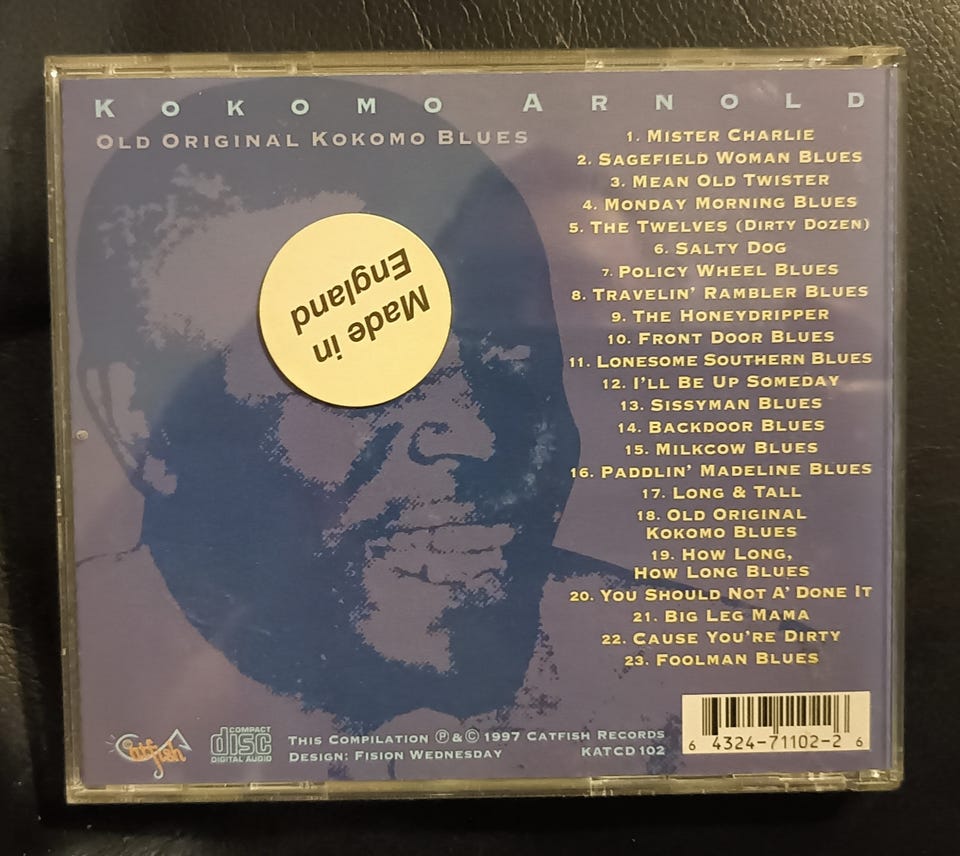 KOKOMO ARNOLD
OLD ORIGINAL KOKOMO BLUES
1. MISTER CHARLIE
2. SAGEFIELD WOMAN BLUES
3. MEAN OLD TWISTER
4. MONDAY MORNING BLUES
5. THE TWELVES (DIRTY DOZEN)
6. SALTY DOG
7. POLICY WHEEL BLUES
8. TRAVELIN' RAMBLER BLUES
9. THE HONEYDRIPPER
10. FRONT DOOR BLUES
11. LONESOME SOUTHERN BLUES
12. I'LL BE UP SOMEDAY
13. SISSYMAN BLUES
14. BACKDOOR BLUES
15. MILKCOW BLUES
16. PADDLIN' MADELINE BLUES
17. LONG & TALL
18. OLD ORIGINAL
KOKOMO BLUES
19. HOW LONG,
HOW LONG BLUES
20. YOU SHOULD NOT A' DONE IT
21. BIG LEG MAMA
22. CAUSE YOU'RE DIRTY
23. FOOLMAN BLUES
Made in
England
Catfish
COMPACT
disc
DIGITAL AUDIO
THIS COMPILATION ℗ & © 1997 CATFISH RECORDS
DESIGN: FISION WEDNESDAY
KATCD 102
6 4324-71102-2 6